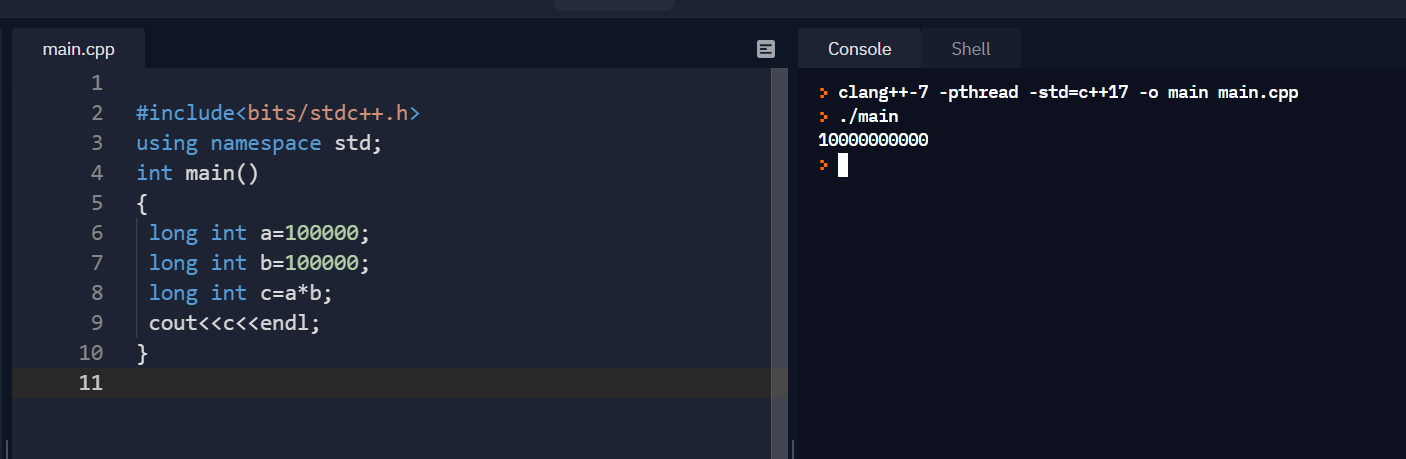 main.cpp
1
2 #include<bits/stdc++.h>
3 using namespace std;
4 int main()
5 {
6 long int a=100000;
7 long int b=100000;
8 long int c=a*b;
9 cout<<c<<endl;
10 }
11
Console Shell
> clang++-7 -pthread -std=c++17 -o main main.cpp
> ./main
10000000000
>